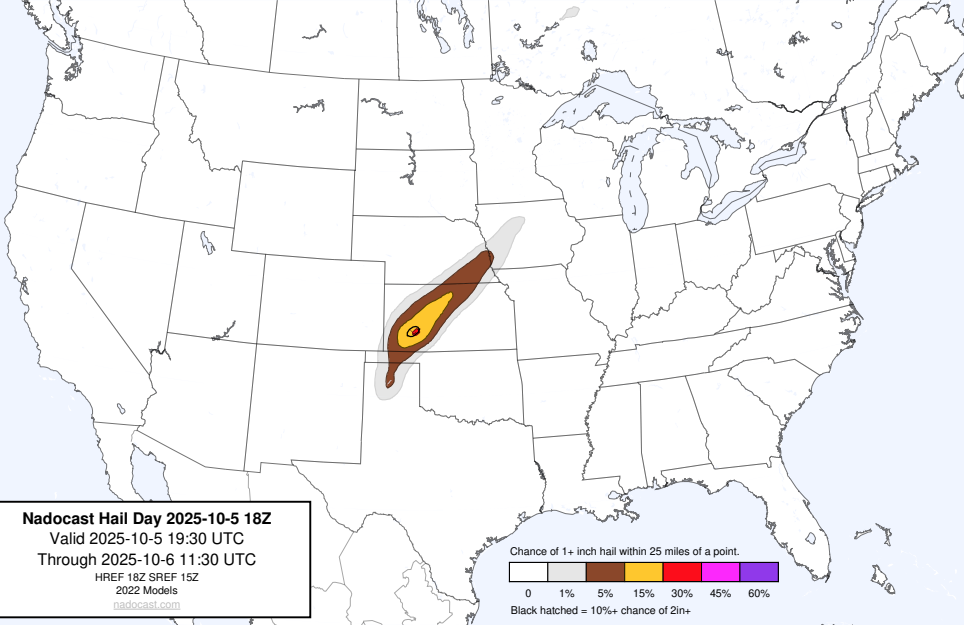 Nadocast Hail Day 2025-10-5 18Z
Valid 2025-10-5 19:30 UTC
Through 2025-10-6 11:30 UTC
HREF 18Z SREF 15Z
2022 Models
nadocast.com
Chance of 1+ inch hail within 25 miles of a point.
0 1% 5% 15% 30% 45% 60%
Black hatched = 10%+ chance of 2in+